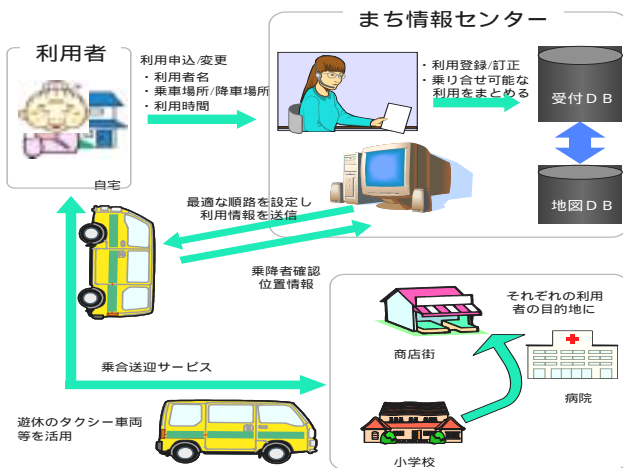 まち情報センター
利用者
利用申込/変更
・利用者名
・乗車場所/降車場所
・利用時間
・利用登録/訂正
・乗り合せ可能な
利用をまとめる
受付ＤＢ
地図ＤＢ
自宅
最適な順路を設定し
利用情報を送信
乗降者確認
位置情報
それぞれの利用
者の目的地に
商店街
病院
小学校
乗合送迎サービス
遊休のタクシー車両
等を活用